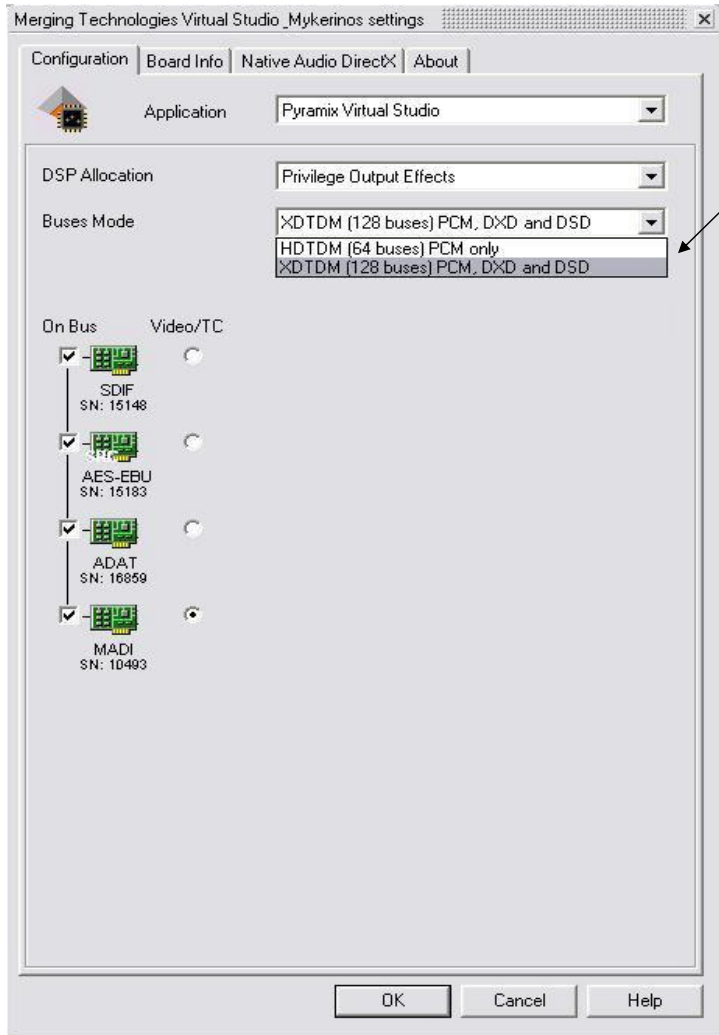 Merging Technologies Virtual Studio _Mykerinos settings
Configuration Board Info Native Audio DirectX About
Application Pyramix Virtual Studio
DSP Allocation Privilege Output Effects
Buses Mode XDTDM (128 buses) PCM, DXD and DSD
HDTDM (64 buses) PCM only
XDTDM (128 buses) PCM, DXD and DSD
On Bus Video/TC
SDIF
SN: 15148
AES-EBU
SN: 15183
ADAT
SN: 16859
MADI
SN: 10493
OK Cancel Help